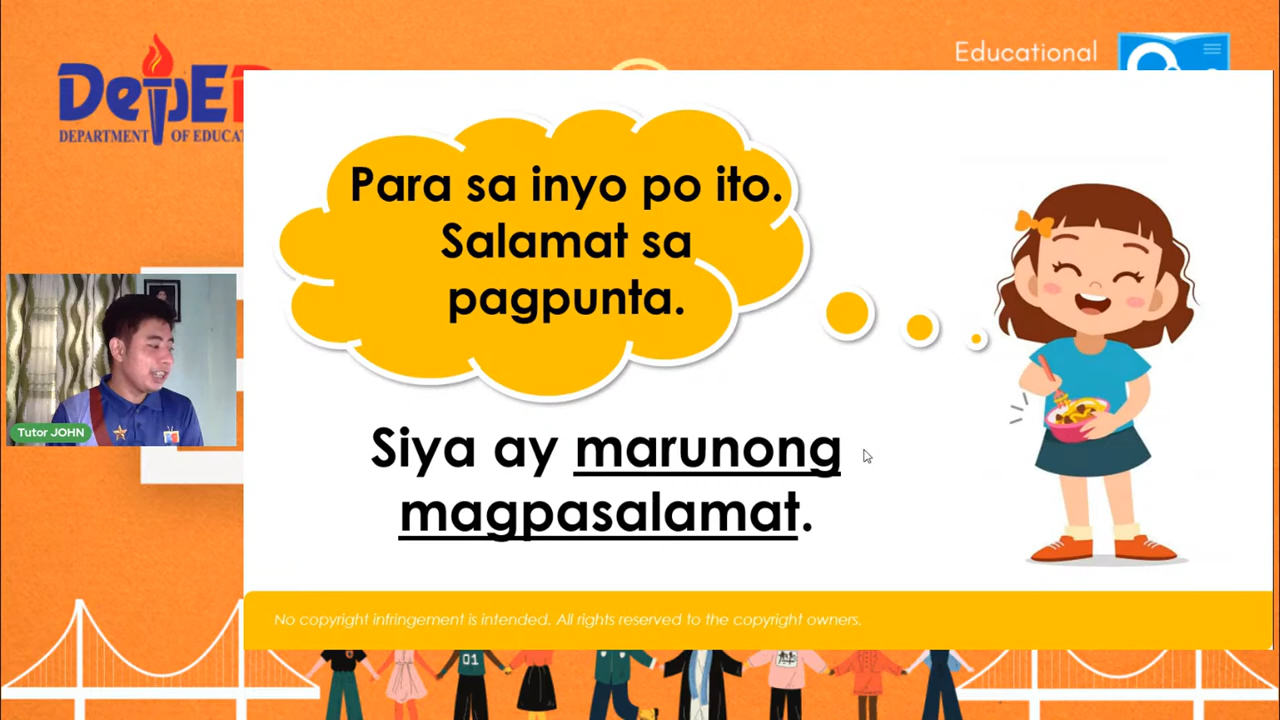 Educational
DepED
DEPARTMENT OF EDUCAT
Para sa inyo po ito.
Salamat sa
pagpunta.
Tutor JOHN
Siya ay marunong
magpasalamat.
No copyright infringement is intended. All rights reserved to the copyright owners.
01